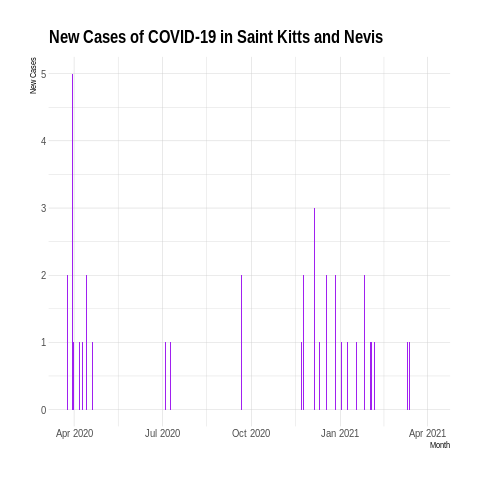 New Cases of COVID-19 in Saint Kitts and Nevis
New Cases
5
4
3
2
1
0
Apr 2020 Jul 2020 Oct 2020 Jan 2021 Apr 2021
Month